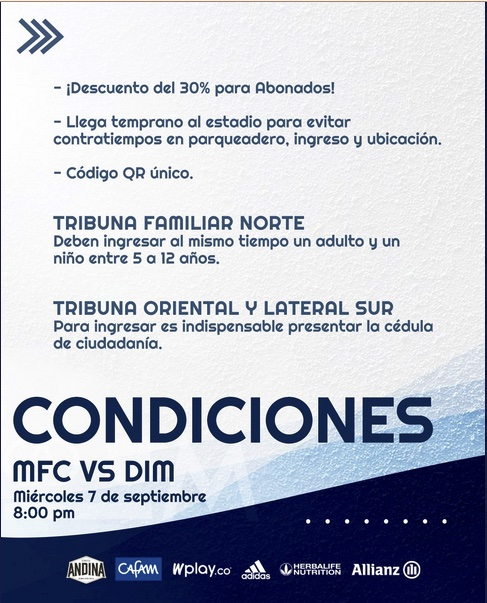 - ¡Descuento del 30% para Abonados!
- Llega temprano al estadio para evitar
contratiempos en parqueadero, ingreso y ubicación.
- Código QR único.
TRIBUNA FAMILIAR NORTE
Deben ingresar al mismo tiempo un adulto y un
niño entre 5 a 12 años.
TRIBUNA ORIENTAL Y LATERAL SUR
Para ingresar es indispensable presentar la cédula
de ciudadanía.
CONDICIONES
MFC VS DIM
Miércoles 7 de septiembre
8:00 pm
ANDINA CAFAM Wplay.co adidas HERBALIFE NUTRITION Allianz